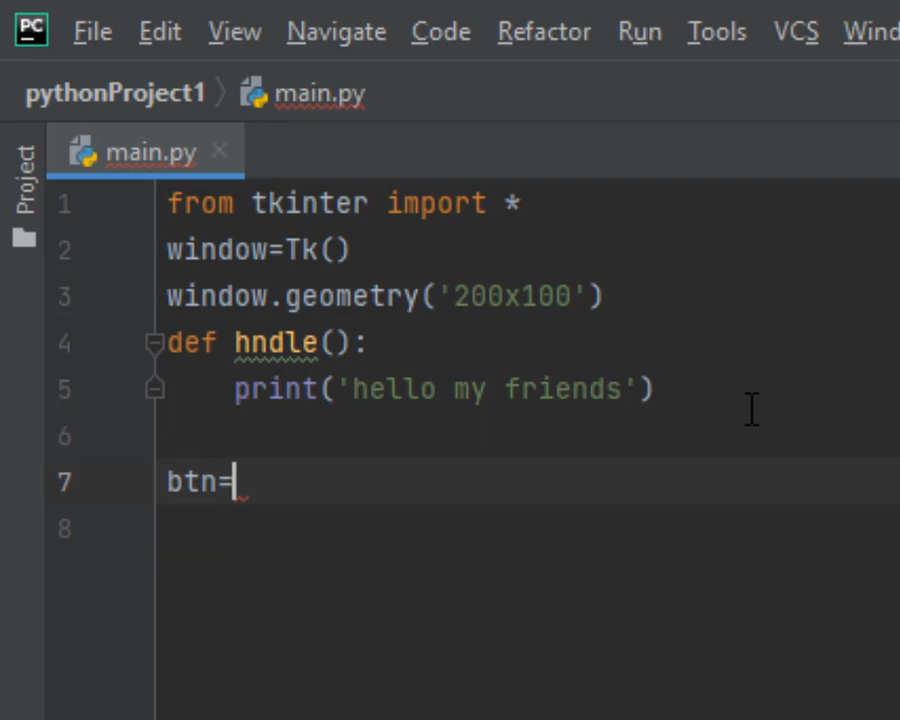 PC File Edit View Navigate Code Refactor Run Tools VCS Wind
pythonProject1 main.py
main.py
Project
1 from tkinter import *
2 window=Tk()
3 window.geometry('200x100')
4 def hndle():
5     print('hello my friends')
6
7 btn=
8